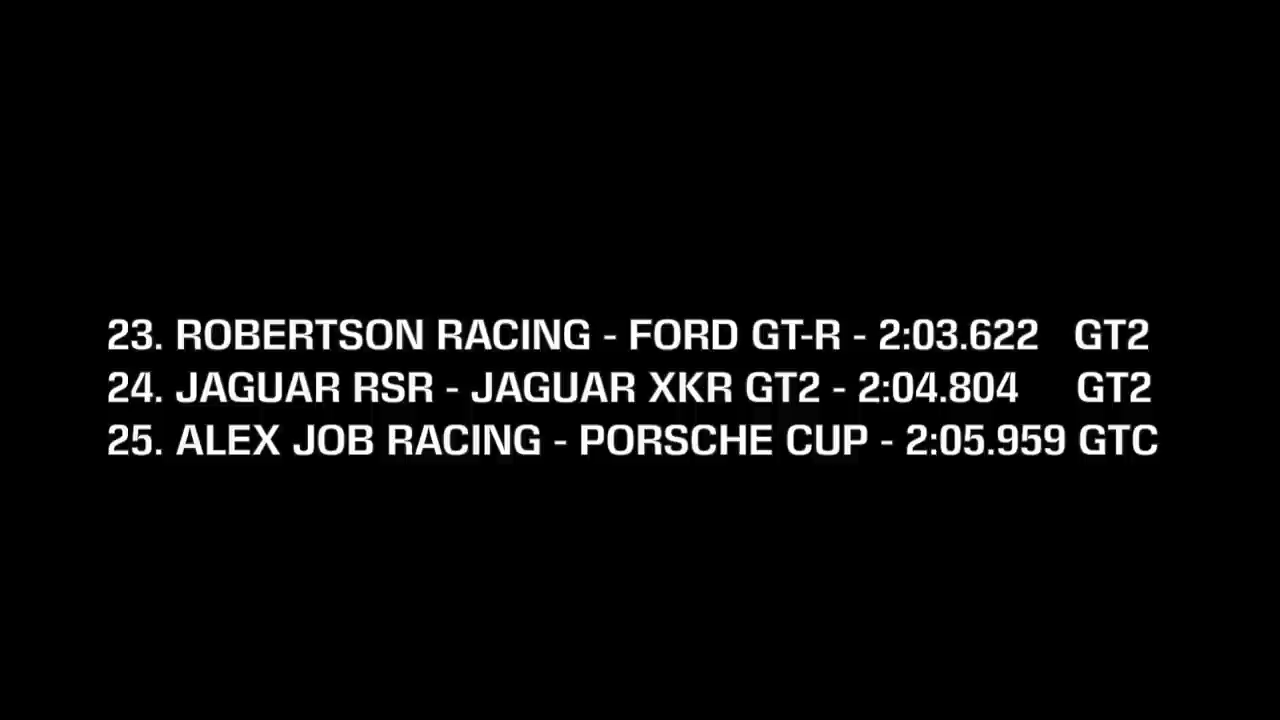 23. ROBERTSON RACING - FORD GT-R - 2:03.622 GT2
24. JAGUAR RSR - JAGUAR XKR GT2 - 2:04.804 GT2
25. ALEX JOB RACING - PORSCHE CUP - 2:05.959 GTC